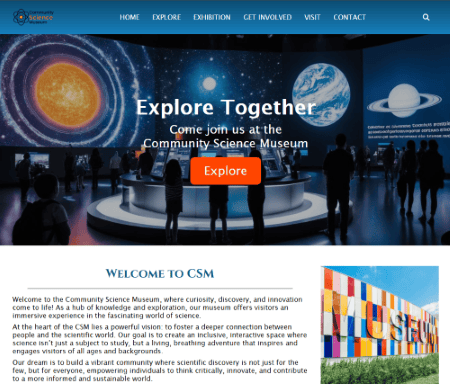 Community
Science
Museum
HOME EXPLORE EXHIBITION GET INVOLVED VISIT CONTACT
Explore Together
Come join us at the
Community Science Museum
Explore
Welcome to CSM
Welcome to the Community Science Museum, where curiosity, discovery, and innovation
come to life! As a hub of knowledge and exploration, our museum offers visitors an
immersive experience in the fascinating world of science.
At the heart of the CSM lies a powerful vision: to foster a deeper connection between
people and the scientific world. Our goal is to create an inclusive, interactive space where
science isn't just a subject to study, but a living, breathing adventure that inspires and
engages visitors of all ages and backgrounds.
Our dream is to build a vibrant community where scientific discovery is not just for the
few, but for everyone, empowering individuals to think critically, innovate, and contribute
to a more informed and sustainable world.
MUSEUM